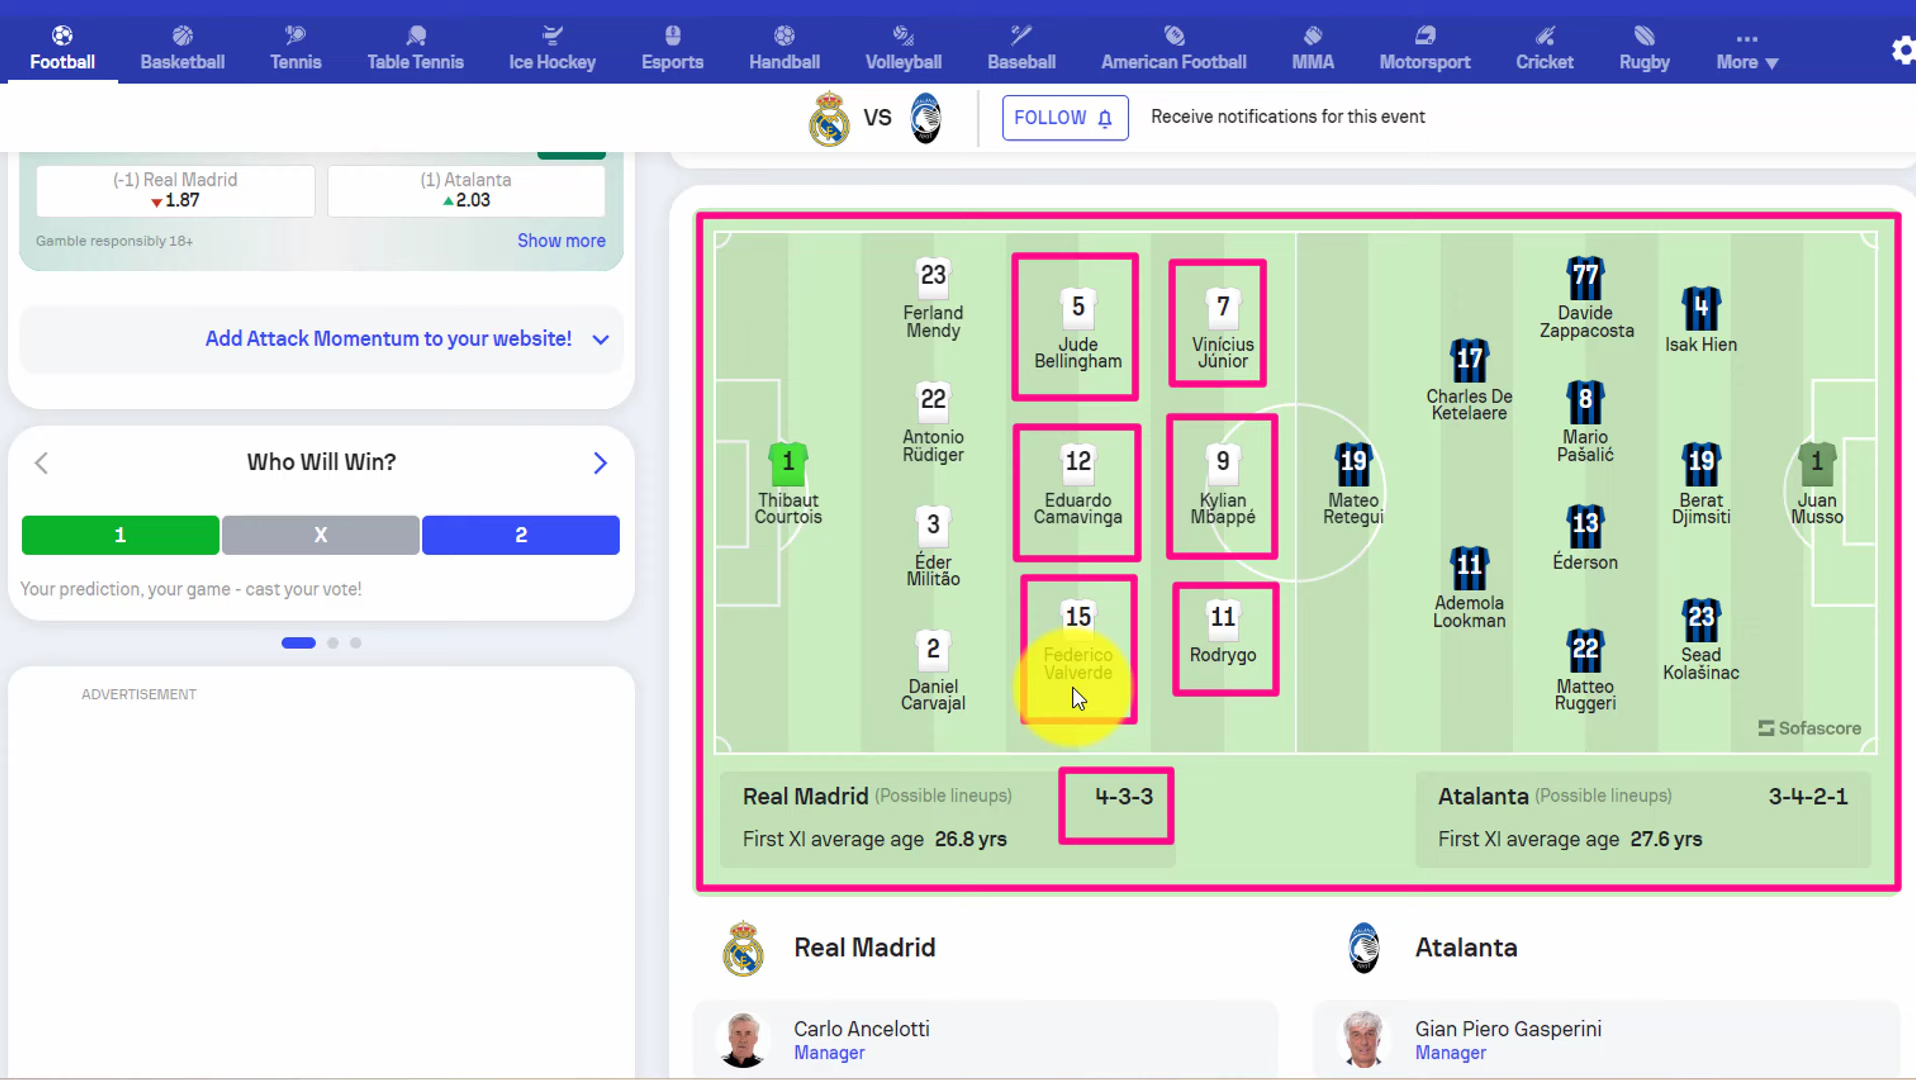 Football
Basketball
Tennis
Table Tennis
Ice Hockey
Esports
Handball
Volleyball
Baseball
American Football
MMA
Motorsport
Cricket
Rugby
More
VS
FOLLOW
Receive notifications for this event
(-1) Real Madrid
1.87
(1) Atalanta
2.03
Gamble responsibly 18+
Show more
Add Attack Momentum to your website!
Who Will Win?
1
X
2
Your prediction, your game - cast your vote!
ADVERTISEMENT
1
Thibaut
Courtois
23
Ferland
Mendy
22
Antonio
Rüdiger
3
Éder
Militão
2
Daniel
Carvajal
5
Jude
Bellingham
12
Eduardo
Camavinga
15
Federico
Valverde
7
Vinícius
Júnior
9
Kylian
Mbappé
11
Rodrygo
19
Mateo
Retegui
17
Charles De
Ketelaere
11
Ademola
Lookman
77
Davide
Zappacosta
8
Mario
Pašalić
13
Éderson
22
Matteo
Ruggeri
4
Isak Hien
19
Berat
Djimsiti
23
Sead
Kolašinac
1
Juan
Musso
Sofascore
Real Madrid (Possible lineups) 4-3-3
First XI average age 26.8 yrs
Atalanta (Possible lineups) 3-4-2-1
First XI average age 27.6 yrs
Real Madrid
Carlo Ancelotti
Manager
Atalanta
Gian Piero Gasperini
Manager